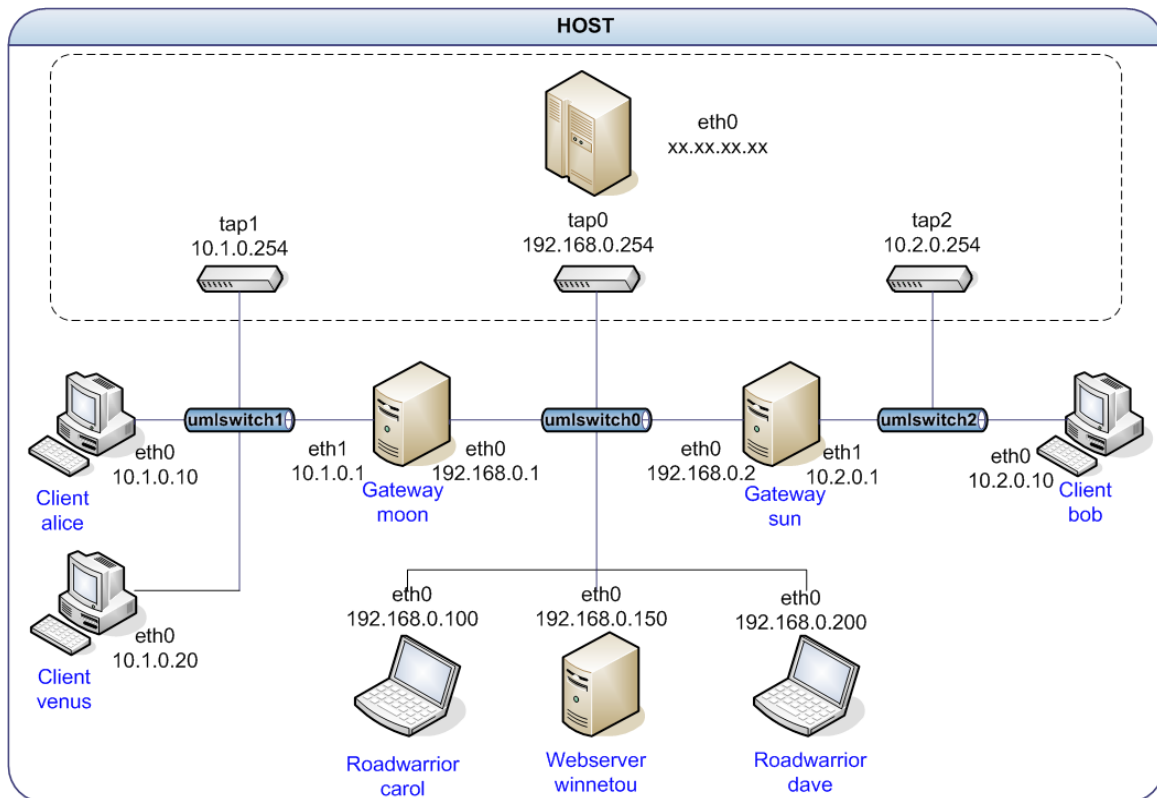 HOST
eth0
xx.xx.xx.xx
tap1
10.1.0.254
tap0
192.168.0.254
tap2
10.2.0.254
umlswitch1
umlswitch0
umlswitch2
eth0
10.1.0.10
Client
alice
eth1
10.1.0.1
eth0
192.168.0.1
Gateway
moon
eth0
192.168.0.2
eth1
10.2.0.1
Gateway
sun
eth0
10.2.0.10
Client
bob
eth0
10.1.0.20
Client
venus
eth0
192.168.0.100
Roadwarrior
carol
eth0
192.168.0.150
Webserver
winnetou
eth0
192.168.0.200
Roadwarrior
dave